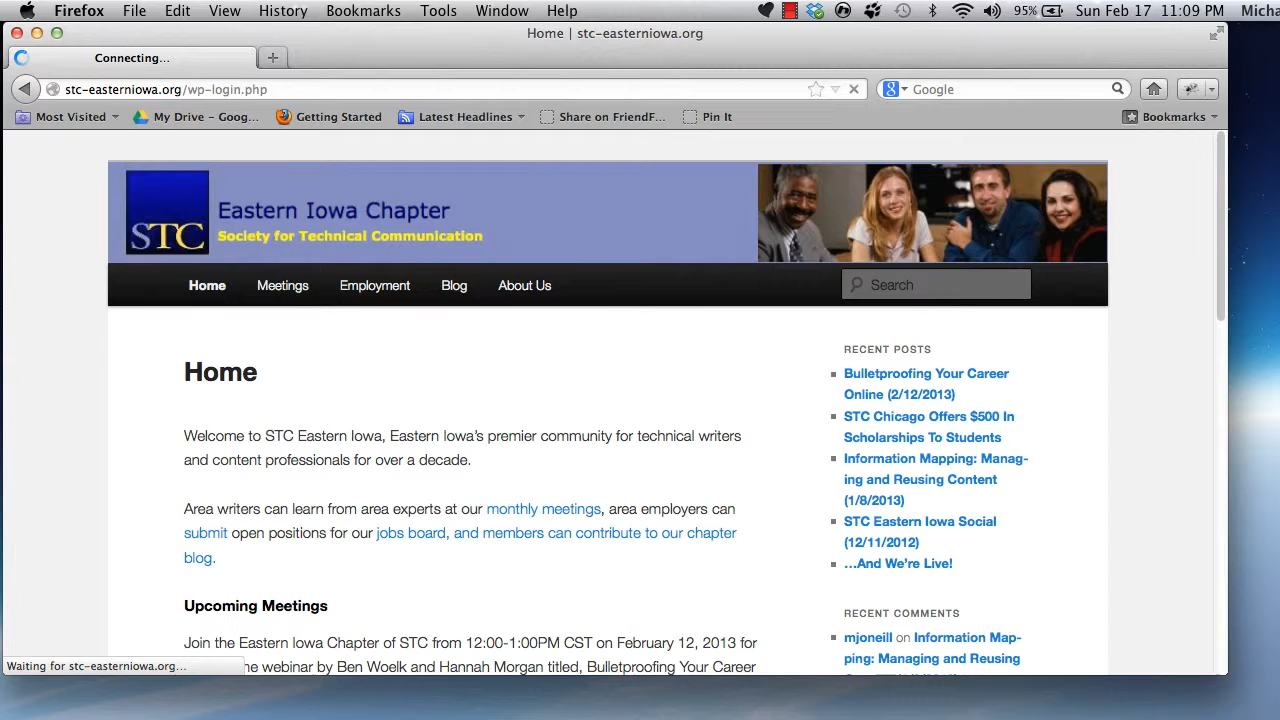 Firefox File Edit View History Bookmarks Tools Window Help 95% Sun Feb 17 11:09 PM Micha
Home | stc-easterniowa.org
Connecting...
stc-easterniowa.org/wp-login.php
Google
Most Visited My Drive – Goog... Getting Started Latest Headlines Share on FriendF... Pin It Bookmarks
STC
Eastern Iowa Chapter
Society for Technical Communication
Home Meetings Employment Blog About Us Search
Home
Welcome to STC Eastern Iowa, Eastern Iowa's premier community for technical writers
and content professionals for over a decade.
Area writers can learn from area experts at our monthly meetings, area employers can
submit open positions for our jobs board, and members can contribute to our chapter
blog.
Upcoming Meetings
Join the Eastern Iowa Chapter of STC from 12:00-1:00PM CST on February 12, 2013 for
ne webinar by Ben Woelk and Hannah Morgan titled, Bulletproofing Your Career
RECENT POSTS
Bulletproofing Your Career
Online (2/12/2013)
STC Chicago Offers $500 In
Scholarships To Students
Information Mapping: Manag-
ing and Reusing Content
(1/8/2013)
STC Eastern Iowa Social
(12/11/2012)
…And We're Live!
RECENT COMMENTS
mjoneill on Information Map-
ping: Managing and Reusing
Waiting for stc-easterniowa.org...